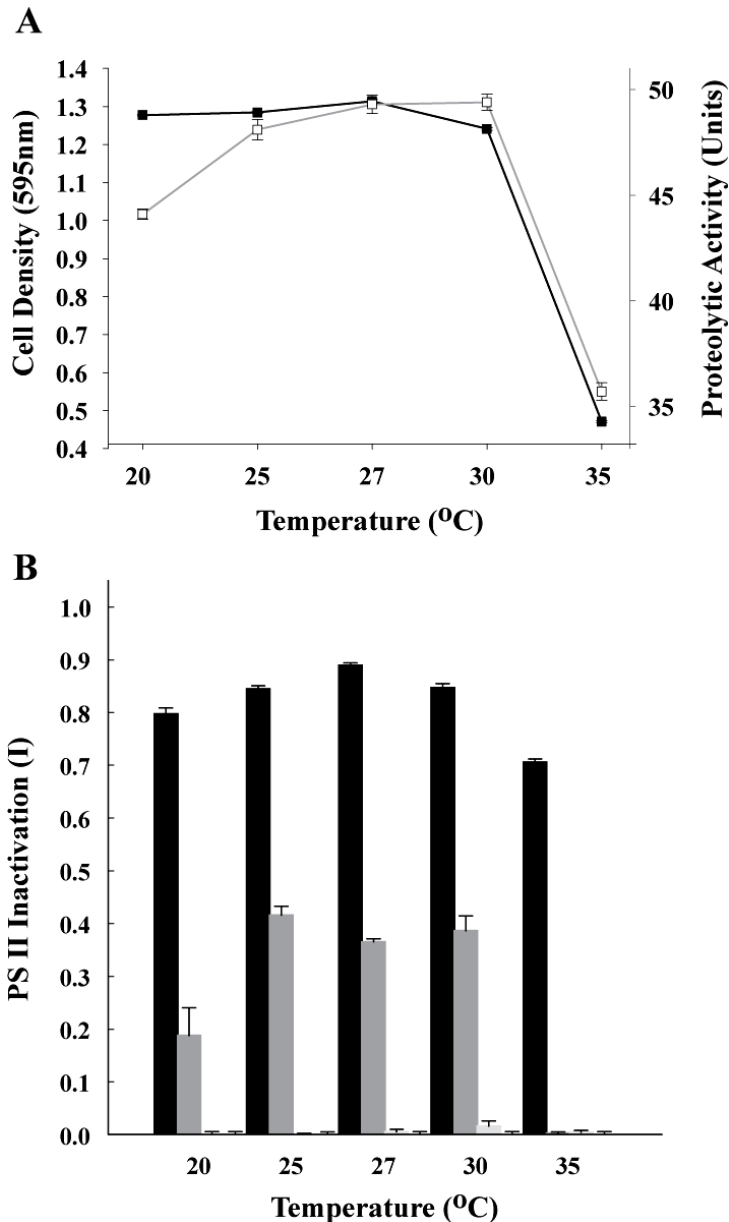 A
1.4
1.3
1.2
1.1
1.0
0.9
0.8
0.7
0.6
0.5
0.4
Cell Density (595nm)
50
45
40
35
Proteolytic Activity (Units)
20 25 27 30 35
Temperature (ºC)
B
1.0
0.9
0.8
0.7
0.6
0.5
0.4
0.3
0.2
0.1
0.0
PS II Inactivation (I)
20 25 27 30 35
Temperature (ºC)